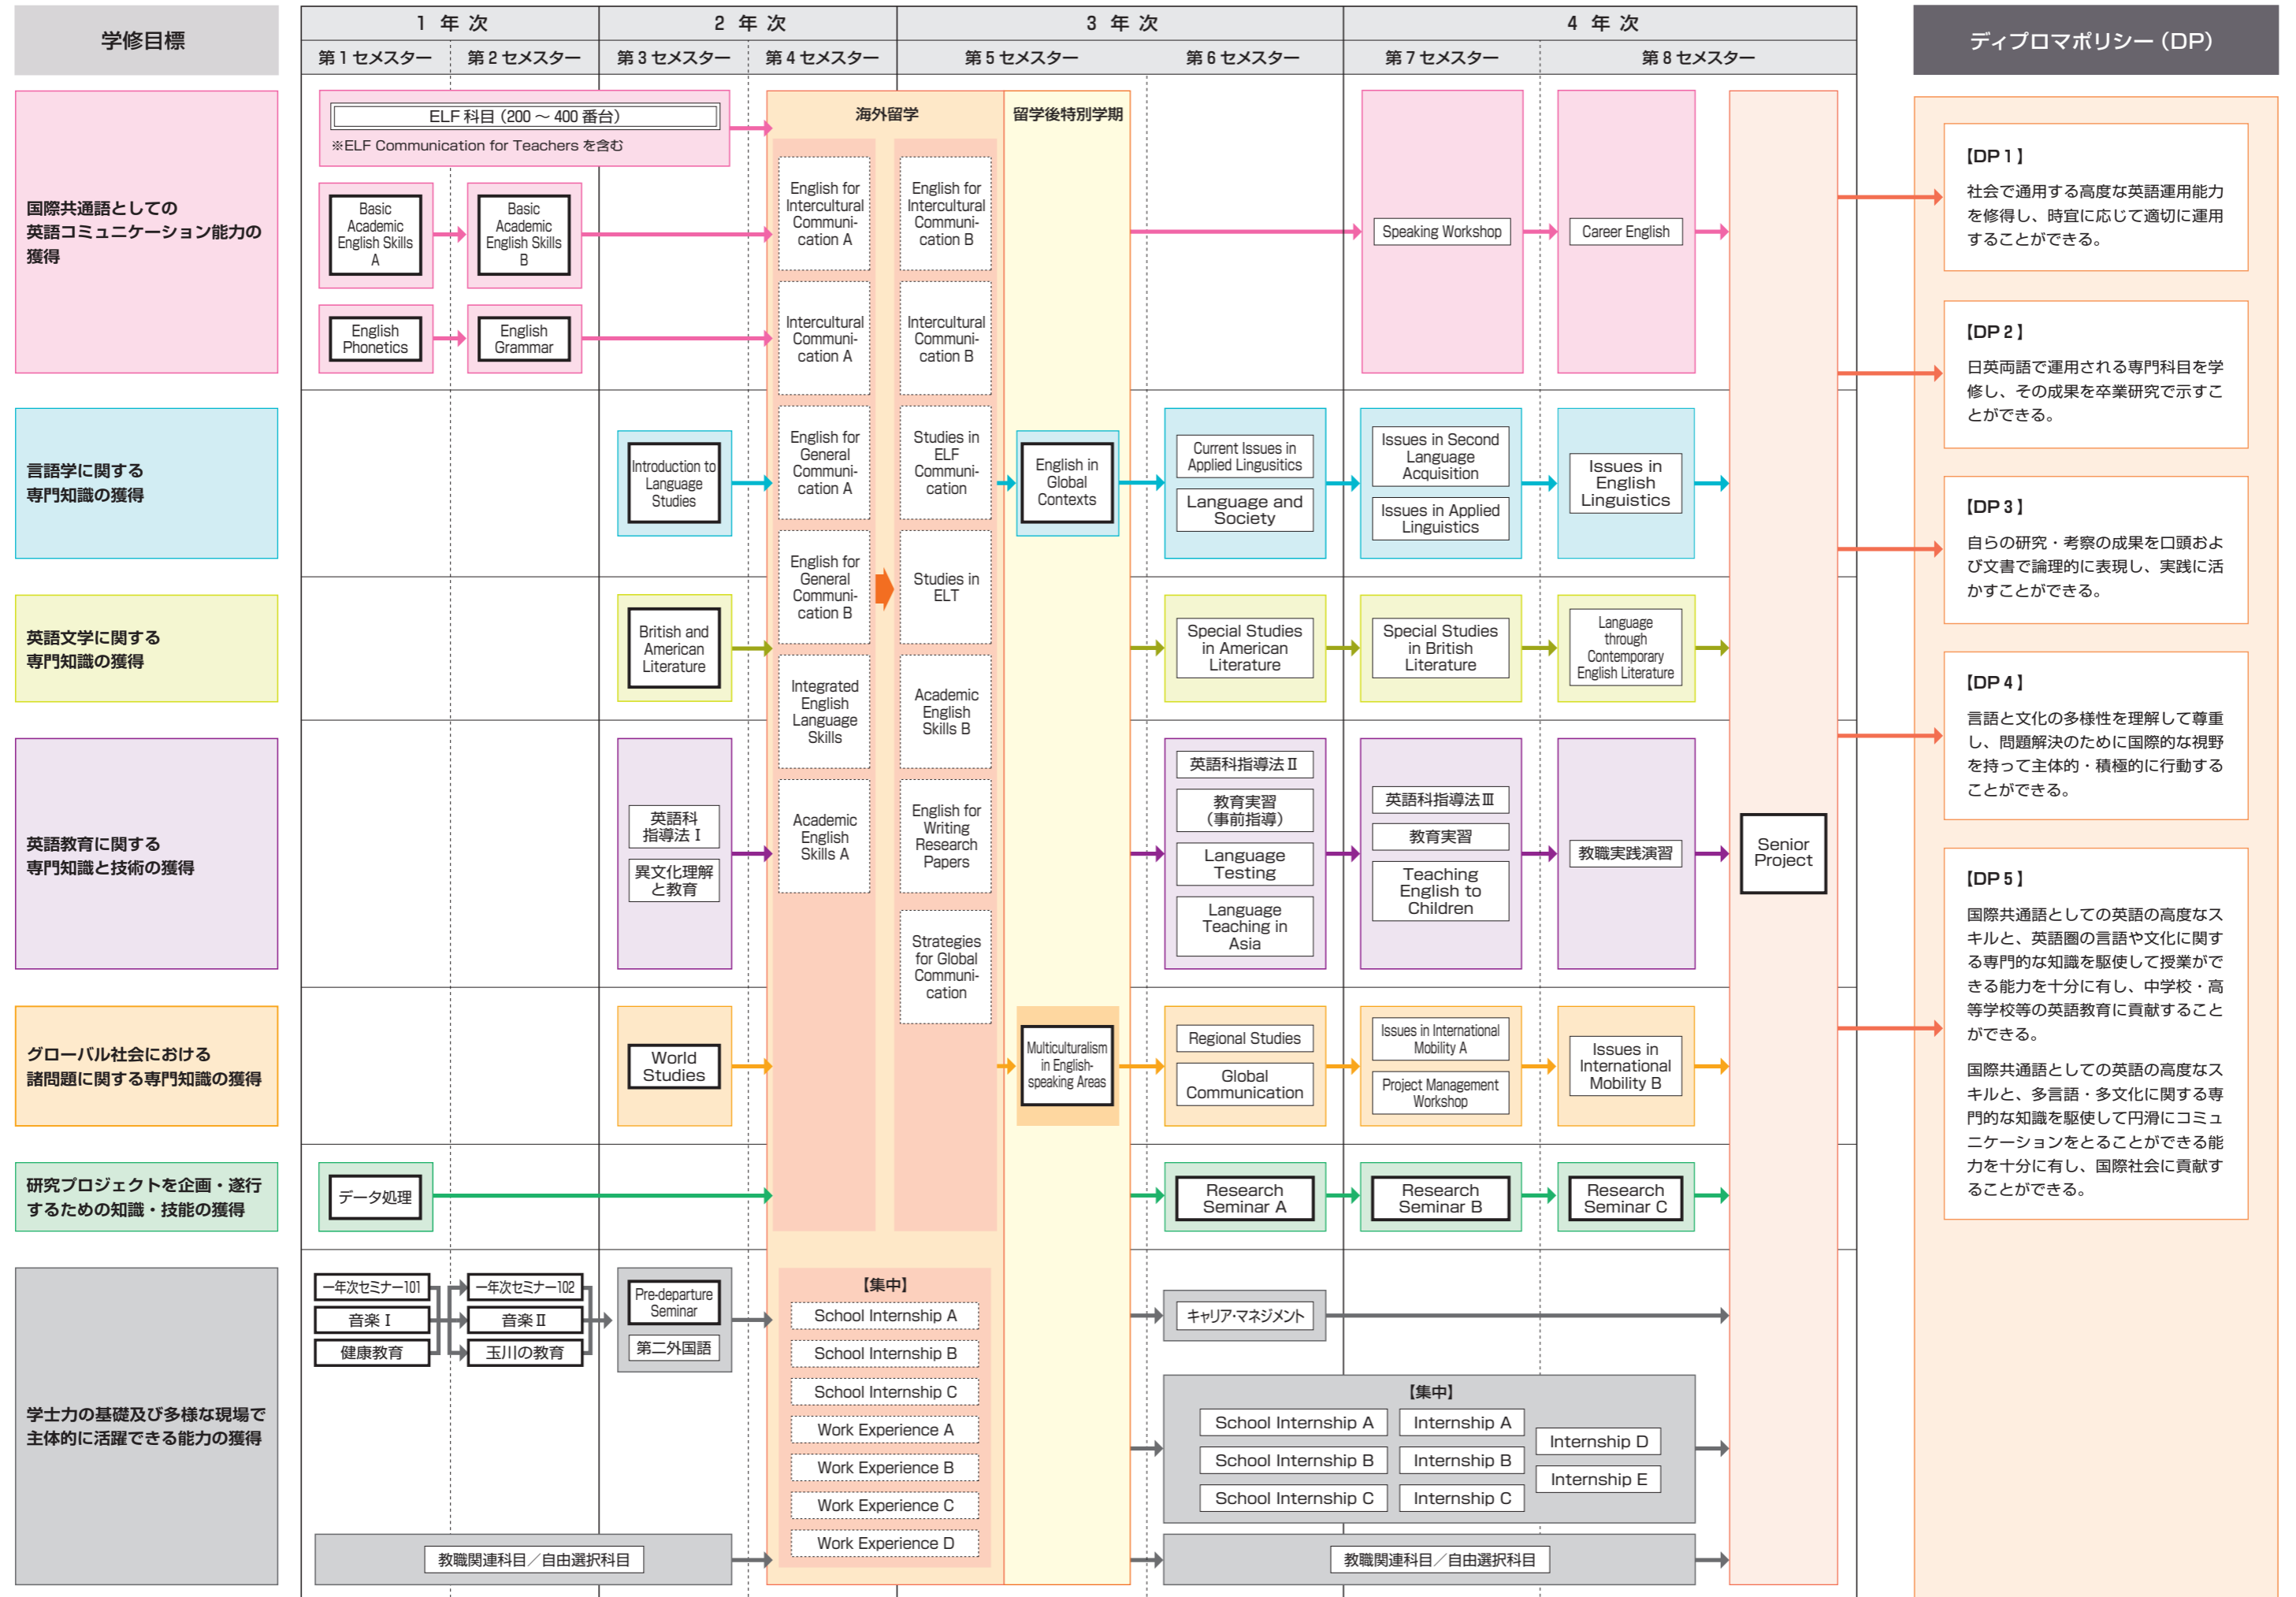 学修目標
1 年 次
2 年 次
3 年 次
4 年 次
第1セメスター
第2セメスター
第3セメスター
第4セメスター
第5セメスター
第6セメスター
第7セメスター
第8セメスター
ディプロマポリシー(DP)
国際共通語としての
英語コミュニケーション能力の
獲得
ELF 科目(200 ~ 400 番台)
※ELF Communication for Teachers を含む
Basic
Academic
English Skills
A
Basic
Academic
English Skills
B
English
Phonetics
English
Grammar
海外留学
留学後特別学期
English for
Intercultural
Communi-
cation A
Intercultural
Communi-
cation A
English for
General
Communi-
cation A
English for
General
Communi-
cation B
Integrated
English
Language
Skills
Academic
English
Skills A
English for
Intercultural
Communi-
cation B
Intercultural
Communi-
cation B
Studies in
ELF
Communi-
cation
Studies in
ELT
Academic
English
Skills B
English for
Writing
Research
Papers
Strategies
for Global
Communi-
cation
Speaking Workshop
Career English
言語学に関する
専門知識の獲得
Introduction to
Language
Studies
English in
Global
Contexts
Current Issues in
Applied Lingusitics
Language and
Society
Issues in Second
Language
Acquisition
Issues in Applied
Linguistics
Issues in
English
Linguistics
英語文学に関する
専門知識の獲得
British and
American
Literature
Special Studies
in American
Literature
Special Studies
in British
Literature
Language
through
Contemporary
English Literature
英語教育に関する
専門知識と技術の獲得
英語科
指導法Ⅰ
異文化理解
と教育
英語科指導法Ⅱ
教育実習
(事前指導)
Language
Testing
Language
Teaching in
Asia
英語科指導法Ⅲ
教育実習
Teaching
English to
Children
教職実践演習
Senior
Project
グローバル社会における
諸問題に関する専門知識の獲得
World
Studies
Multiculturalism
in English-
speaking Areas
Regional Studies
Global
Communication
Issues in International
Mobility A
Project Management
Workshop
Issues in
International
Mobility B
研究プロジェクトを企画・遂行
するための知識・技能の獲得
データ処理
Research
Seminar A
Research
Seminar B
Research
Seminar C
学士力の基礎及び多様な現場で
主体的に活躍できる能力の獲得
一年次セミナー101
音楽Ⅰ
健康教育
一年次セミナー102
音楽Ⅱ
玉川の教育
Pre-departure
Seminar
第二外国語
【集中】
School Internship A
School Internship B
School Internship C
Work Experience A
Work Experience B
Work Experience C
Work Experience D
キャリア・マネジメント
【集中】
School Internship A
School Internship B
School Internship C
Internship A
Internship B
Internship C
Internship D
Internship E
教職関連科目/自由選択科目
教職関連科目/自由選択科目
【DP 1】
社会で通用する高度な英語運用能力
を修得し、時宜に応じて適切に運用
することができる。
【DP 2】
日英両語で運用される専門科目を学
修し、その成果を卒業研究で示すこ
とができる。
【DP 3】
自らの研究・考察の成果を口頭およ
び文書で論理的に表現し、実践に活
かすことができる。
【DP 4】
言語と文化の多様性を理解して尊重
し、問題解決のために国際的な視野
を持って主体的・積極的に行動する
ことができる。
【DP 5】
国際共通語としての英語の高度なス
キルと、英語圏の言語や文化に関す
る専門的な知識を駆使して授業がで
きる能力を十分に有し、中学校・高
等学校等の英語教育に貢献すること
ができる。
国際共通語としての英語の高度なス
キルと、多言語・多文化に関する専
門的な知識を駆使して円滑にコミュ
ニケーションをとることができる能
力を十分に有し、国際社会に貢献す
ることができる。